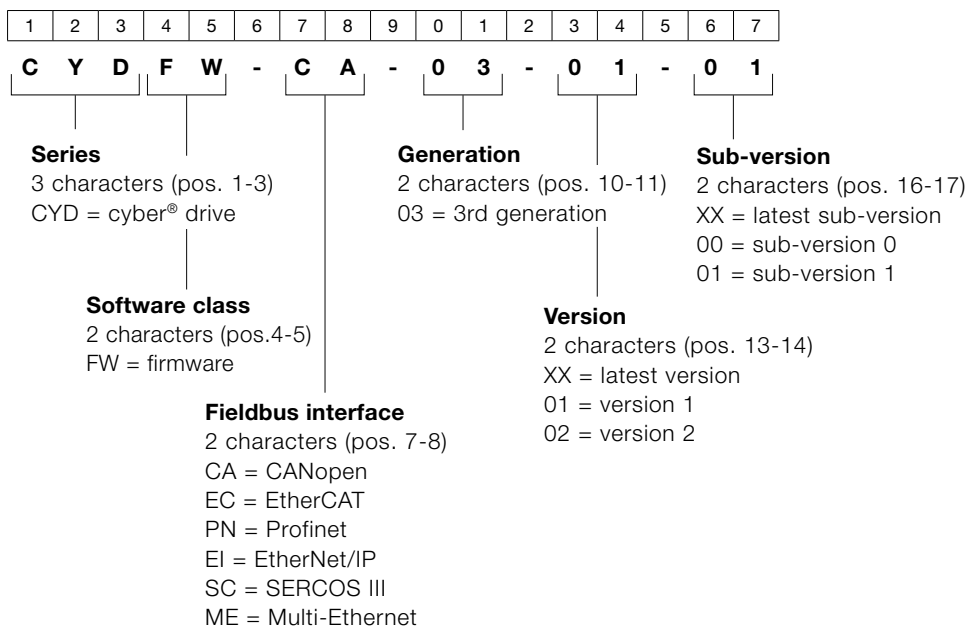 1 2 3 4 5 6 7 8 9 0 1 2 3 4 5 6 7
C Y D F W - C A - 0 3 - 0 1 - 0 1
Series
3 characters (pos. 1-3)
CYD = cyber® drive
Software class
2 characters (pos.4-5)
FW = firmware
Fieldbus interface
2 characters (pos. 7-8)
CA = CANopen
EC = EtherCAT
PN = Profinet
EI = EtherNet/IP
SC = SERCOS III
ME = Multi-Ethernet
Generation
2 characters (pos. 10-11)
03 = 3rd generation
Version
2 characters (pos. 13-14)
XX = latest version
01 = version 1
02 = version 2
Sub-version
2 characters (pos. 16-17)
XX = latest sub-version
00 = sub-version 0
01 = sub-version 1